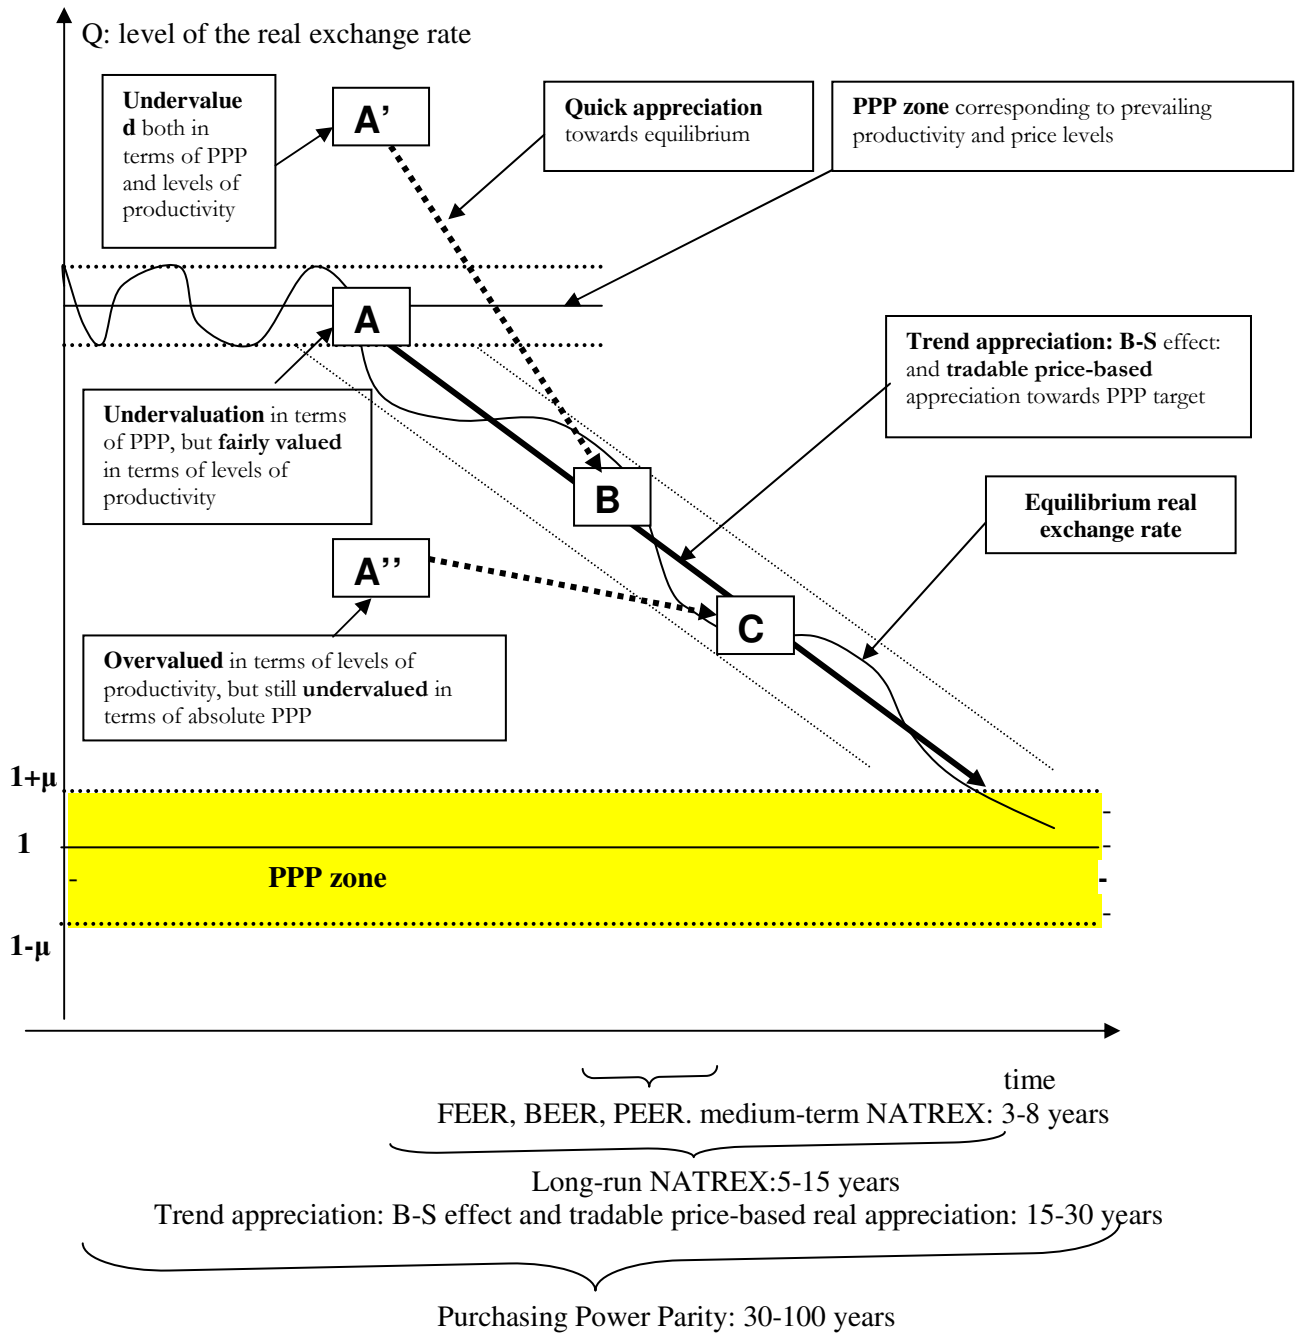 Q: level of the real exchange rate
Undervalue
d both in
terms of PPP
and levels of
productivity
A'
Quick appreciation
towards equilibrium
PPP zone corresponding to prevailing
productivity and price levels
A
Trend appreciation: B-S effect:
and tradable price-based
appreciation towards PPP target
Undervaluation in terms
of PPP, but fairly valued
in terms of levels of
productivity
B
Equilibrium real
exchange rate
A’’
C
Overvalued in terms of levels of
productivity, but still undervalued in
terms of absolute PPP
1+μ
1
PPP zone
1-μ
time
FEER, BEER, PEER. medium-term NATREX: 3-8 years
Long-run NATREX:5-15 years
Trend appreciation: B-S effect and tradable price-based real appreciation: 15-30 years
Purchasing Power Parity: 30-100 years